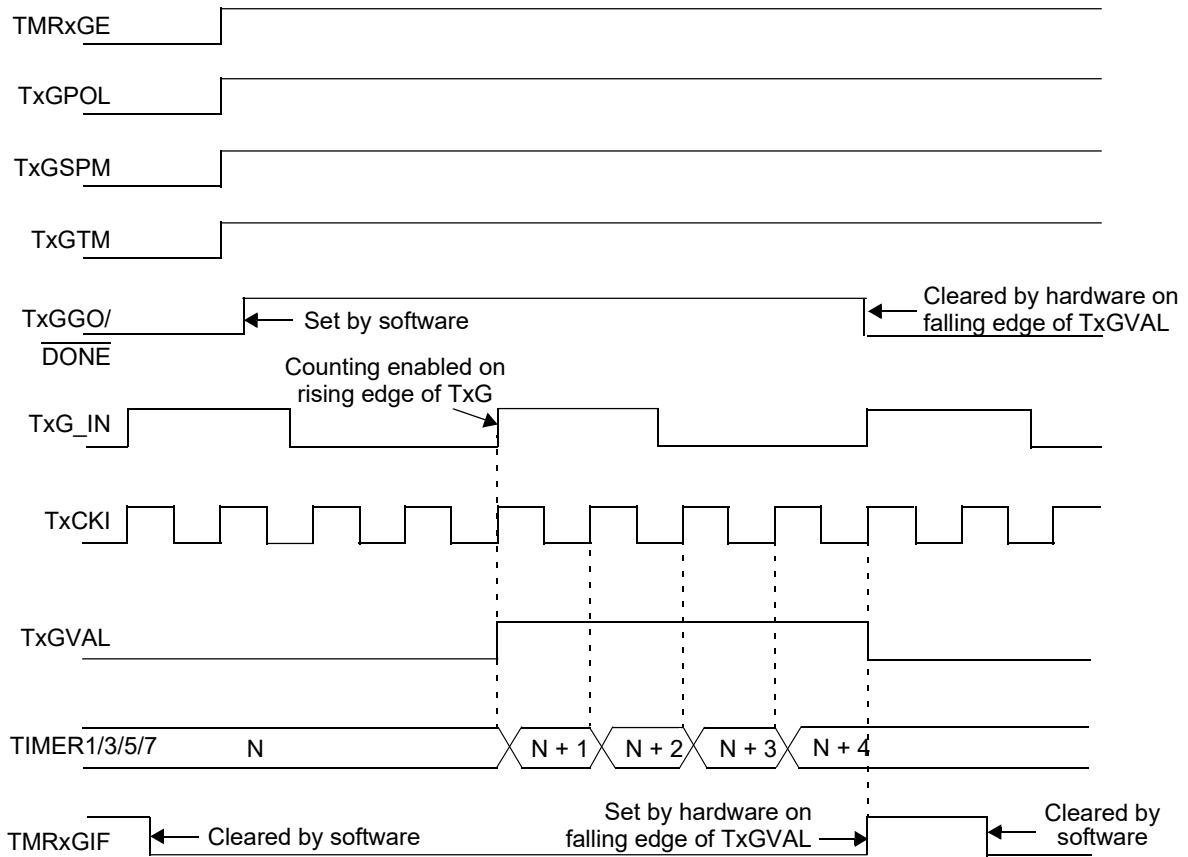 TMRxGE
TxGPOL
TxGSPM
TxGTM
TxGGO/
DONE
Set by software
Cleared by hardware on
falling edge of TxGVAL
Counting enabled on
rising edge of TxG
TxG_IN
TxCKI
TxGVAL
TIMER1/3/5/7
N
N + 1
N + 2
N + 3
N + 4
TMRxGIF
Cleared by software
Set by hardware on
falling edge of TxGVAL
Cleared by
software